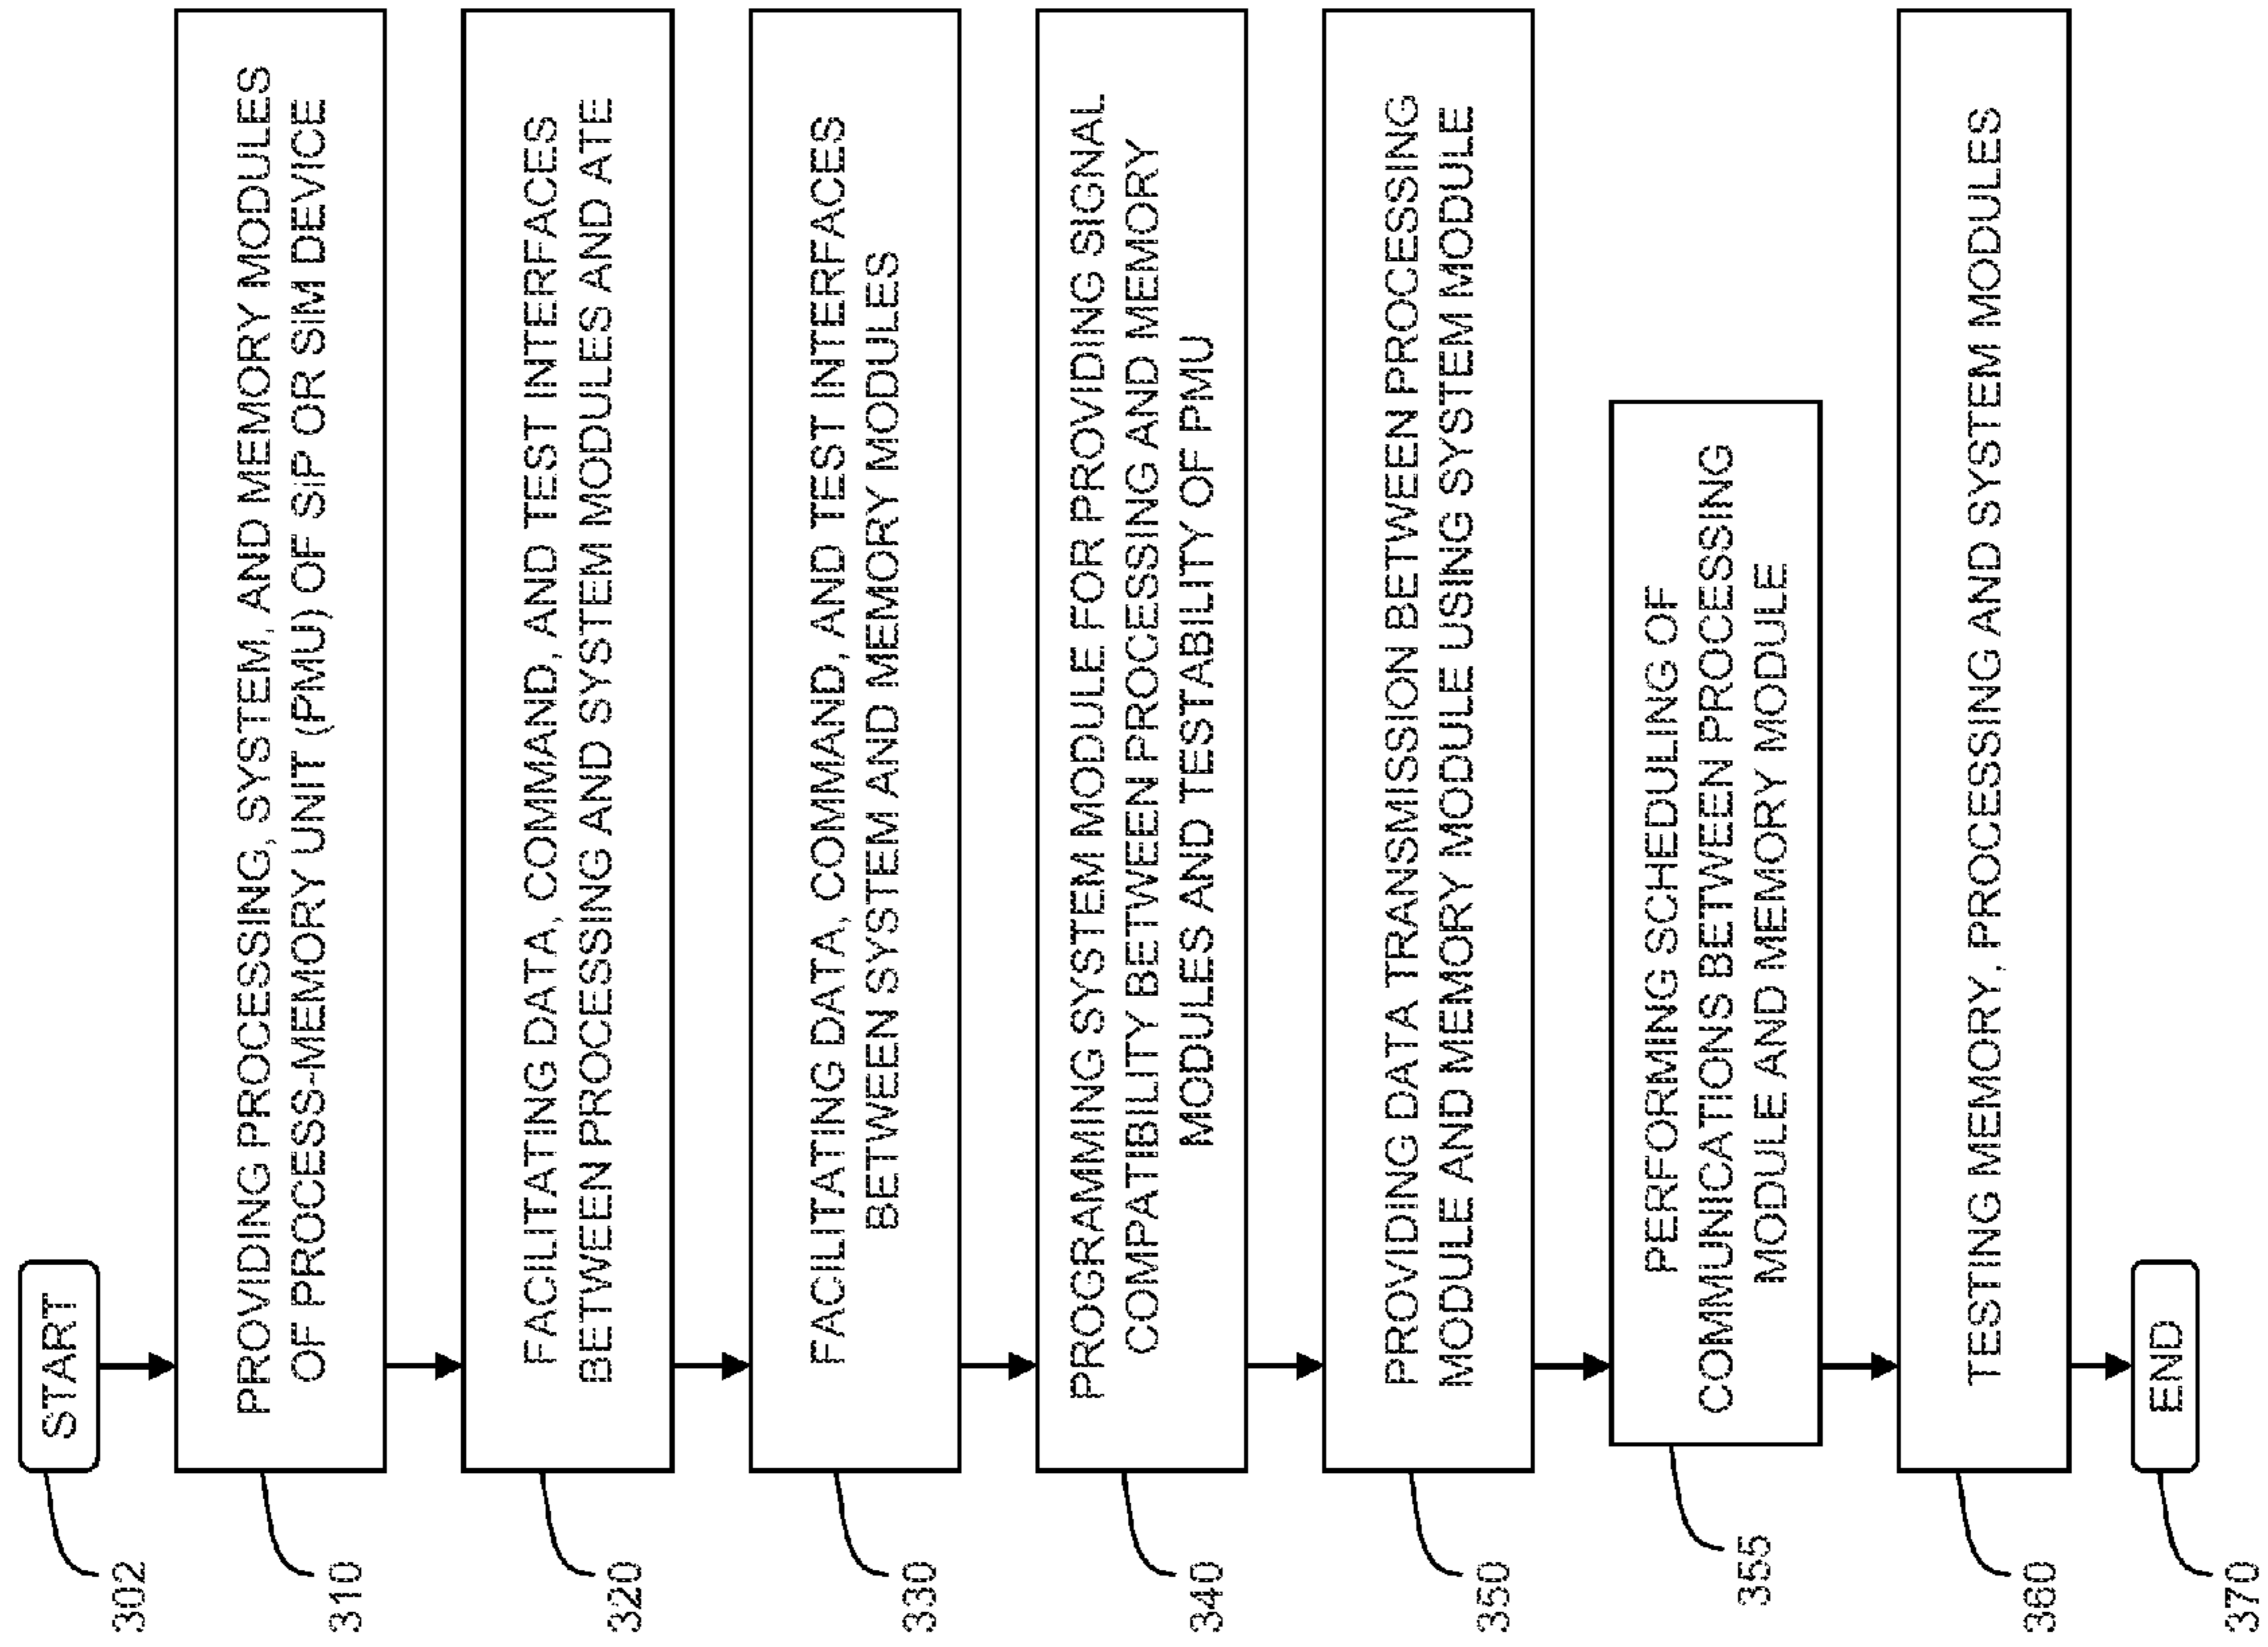 START
302
PROVIDING PROCESSING, SYSTEM, AND MEMORY MODULES
OF PROCESS-MEMORY UNIT (PMU) OF SiP OR SiM DEVICE
310
FACILITATING DATA, COMMAND, AND TEST INTERFACES
BETWEEN PROCESSING AND SYSTEM MODULES AND ATE
320
FACILITATING DATA, COMMAND, AND TEST INTERFACES
BETWEEN SYSTEM AND MEMORY MODULES
330
PROGRAMMING SYSTEM MODULE FOR PROVIDING SIGNAL
COMPATIBILITY BETWEEN PROCESSING AND MEMORY
MODULES AND TESTABILITY OF PMU
340
PROVIDING DATA TRANSMISSION BETWEEN PROCESSING
MODULE AND MEMORY MODULE USING SYSTEM MODULE
350
PERFORMING SCHEDULING OF
COMMUNICATIONS BETWEEN PROCESSING
MODULE AND MEMORY MODULE
355
TESTING MEMORY, PROCESSING AND SYSTEM MODULES
360
END
370